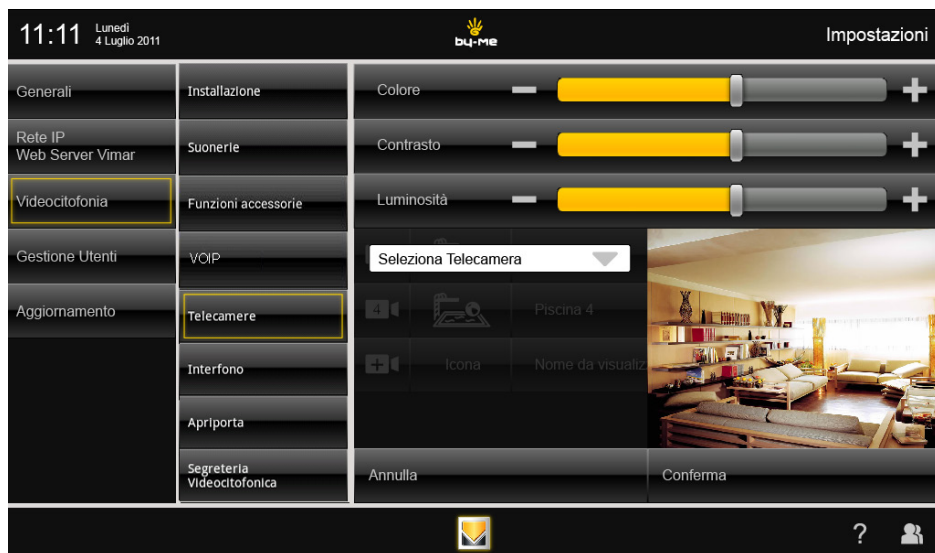 11:11
Lunedì
4 Luglio 2011
by-me
Impostazioni
Generali
Rete IP
Web Server Vimar
Videocitofonia
Gestione Utenti
Aggiornamento
Installazione
Suonerie
Funzioni accessorie
VOIP
Telecamere
Interfono
Apriporta
Segreteria
Videocitofonica
Colore
Contrasto
Luminosità
Seleziona Telecamera
4
Piscina 4
Icona
Nome da visualiz
Annulla
Conferma
?